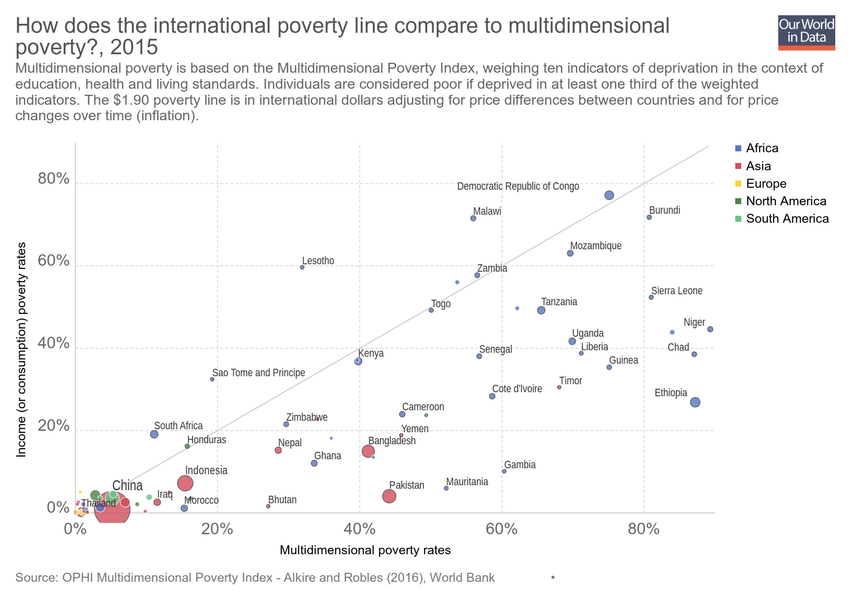 How does the international poverty line compare to multidimensional
poverty?, 2015
Our World
in Data
Multidimensional poverty is based on the Multidimensional Poverty Index, weighing ten indicators of deprivation in the context of
education, health and living standards. Individuals are considered poor if deprived in at least one third of the weighted
indicators. The $1.90 poverty line is in international dollars adjusting for price differences between countries and for price
changes over time (inflation).
Africa
Asia
Europe
North America
South America
80%
60%
40%
20%
0%
Income (or consumption) poverty rates
Democratic Republic of Congo
Malawi
Burundi
Mozambique
Lesotho
Zambia
Sierra Leone
Togo
Tanzania
Niger
Uganda
Kenya
Senegal
Liberia
Chad
Guinea
Sao Tome and Principe
Timor
Cote d'Ivoire
Ethiopia
Cameroon
Zimbabwe
South Africa
Yemen
Honduras
Nepal
Bangladesh
Ghana
Gambia
Indonesia
China
Pakistan
Mauritania
Iraq
Morocco
Bhutan
Thailand
0%
20%
40%
60%
80%
Multidimensional poverty rates
Source: OPHI Multidimensional Poverty Index - Alkire and Robles (2016), World Bank